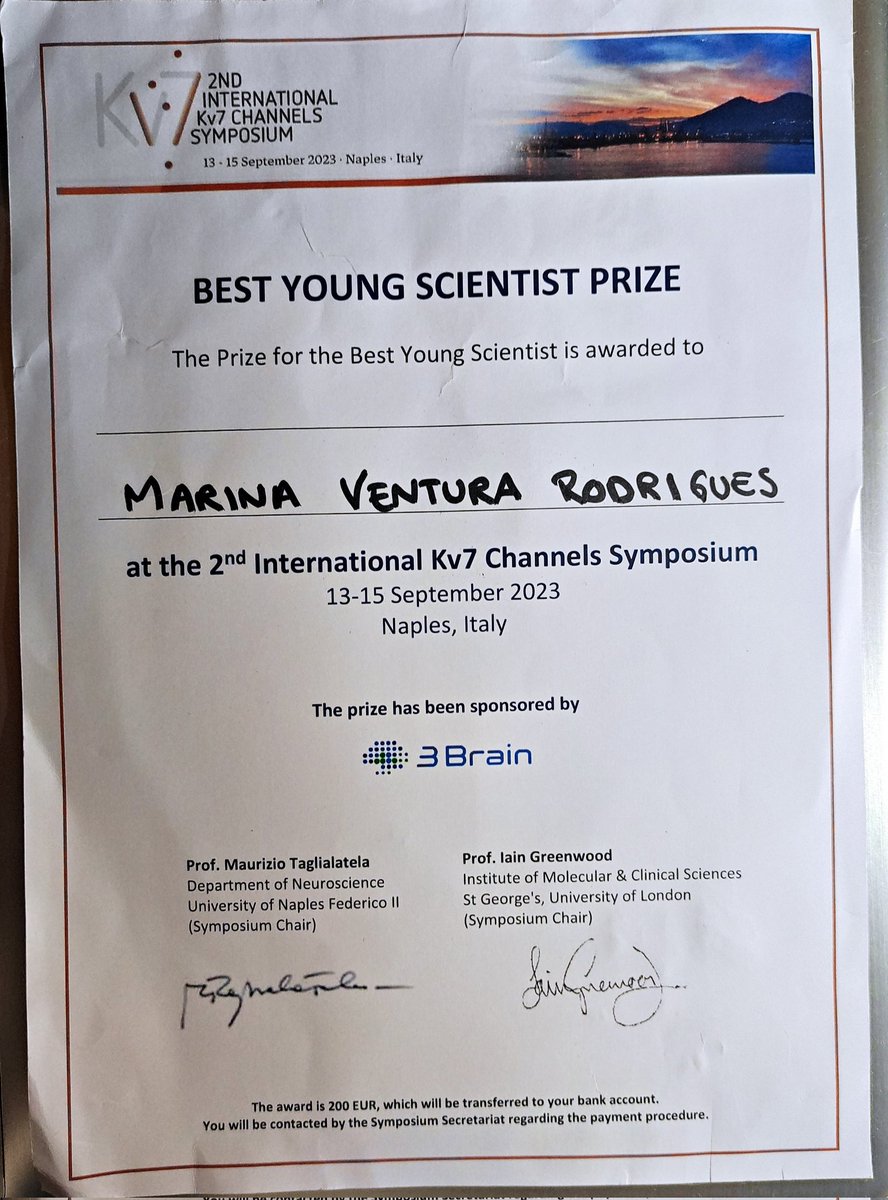 Kv7
2ND
INTERNATIONAL
Kv7 CHANNELS
SYMPOSIUM
13 - 15 September 2023 · Naples · Italy
BEST YOUNG SCIENTIST PRIZE
The Prize for the Best Young Scientist is awarded to
MARINA VENTURA RODRIGUES
at the 2nd International Kv7 Channels Symposium
13-15 September 2023
Naples, Italy
The prize has been sponsored by
3Brain
Prof. Maurizio Taglialatela
Department of Neuroscience
University of Naples Federico II
(Symposium Chair)
Prof. Iain Greenwood
Institute of Molecular & Clinical Sciences
St George's, University of London
(Symposium Chair)
Iain Greenwood
The award is 200 EUR, which will be transferred to your bank account.
You will be contacted by the Symposium Secretariat regarding the payment procedure.